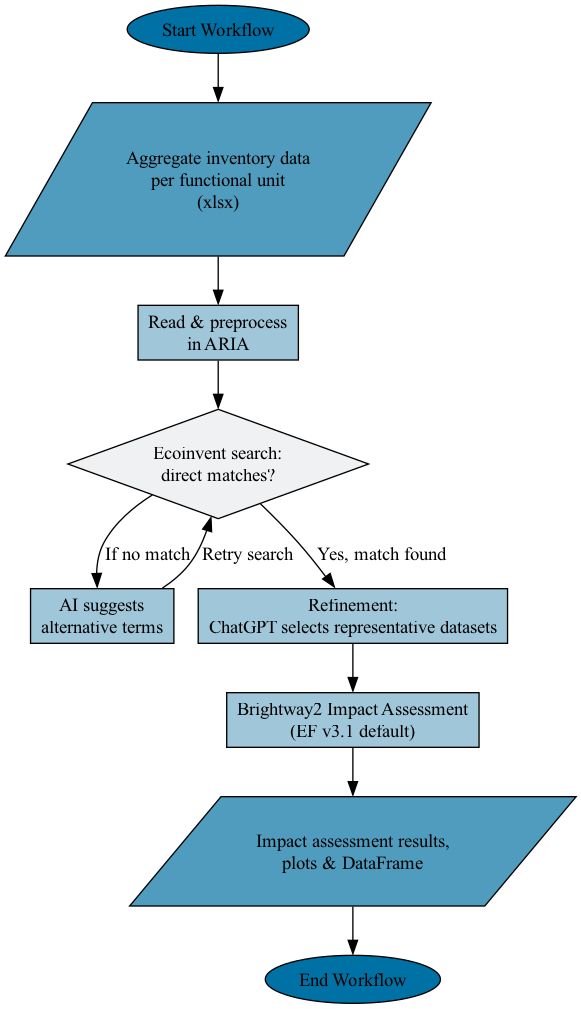 Start Workflow
Aggregate inventory data
per functional unit
(xlsx)
Read & preprocess
in ARIA
Ecoinvent search:
direct matches?
If no match
Retry search
Yes, match found
AI suggests
alternative terms
Refinement:
ChatGPT selects representative datasets
Brightway2 Impact Assessment
(EF v3.1 default)
Impact assessment results,
plots & DataFrame
End Workflow